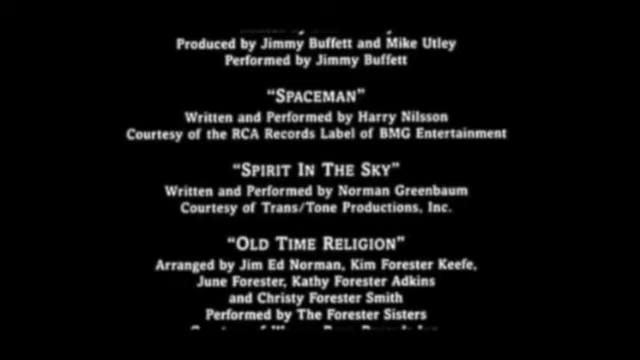 Produced by Jimmy Buffett and Mike Utley
Performed by Jimmy Buffett
"SPACEMAN"
Written and Performed by Harry Nilsson
Courtesy of the RCA Records Label of BMG Entertainment
"SPIRIT IN THE SKY"
Written and Performed by Norman Greenbaum
Courtesy of Trans/Tone Productions, Inc.
"OLD TIME RELIGION"
Arranged by Jim Ed Norman, Kim Forester Keefe,
June Forester, Kathy Forester Adkins
and Christy Forester Smith
Performed by The Forester Sisters